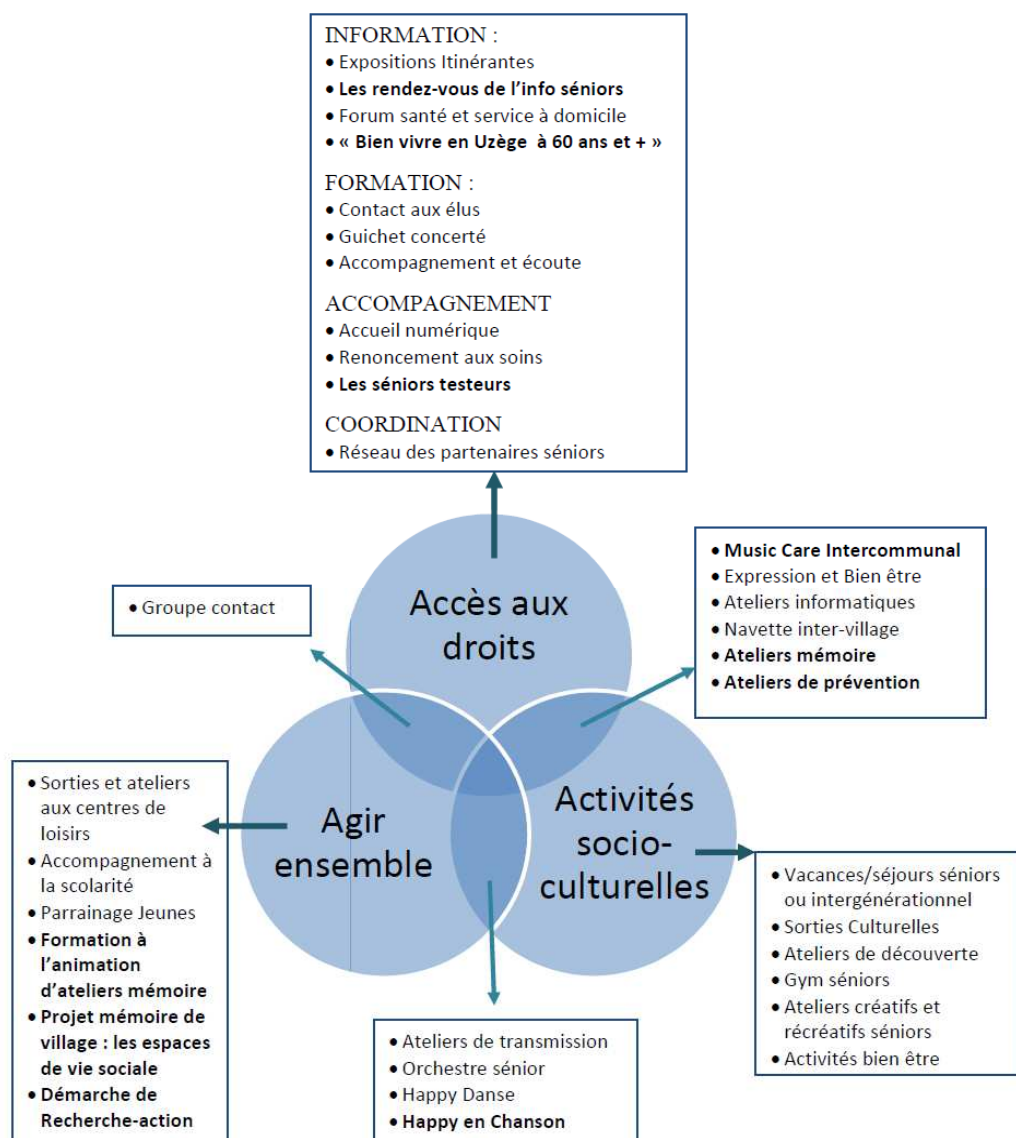 INFORMATION :
• Expositions Itinérantes
• Les rendez-vous de l'info séniors
• Forum santé et service à domicile
• « Bien vivre en Uzège à 60 ans et + »
FORMATION :
• Contact aux élus
• Guichet concerté
• Accompagnement et écoute
ACCOMPAGNEMENT
• Accueil numérique
• Renoncement aux soins
• Les séniors testeurs
COORDINATION
• Réseau des partenaires séniors
• Groupe contact
Accès aux
droits
• Music Care Intercommunal
• Expression et Bien être
• Ateliers informatiques
• Navette inter-village
• Ateliers mémoire
• Ateliers de prévention
• Sorties et ateliers
aux centres de
loisirs
• Accompagnement à
la scolarité
• Parrainage Jeunes
• Formation à
l'animation
d'ateliers mémoire
• Projet mémoire de
village : les espaces
de vie sociale
• Démarche de
Recherche-action
Agir
ensemble
Activités
socio-
culturelles
• Vacances/séjours séniors
ou intergénérationnel
• Sorties Culturelles
• Ateliers de découverte
• Gym séniors
• Ateliers créatifs et
récréatifs séniors
• Activités bien être
• Ateliers de transmission
• Orchestre sénior
• Happy Danse
• Happy en Chanson